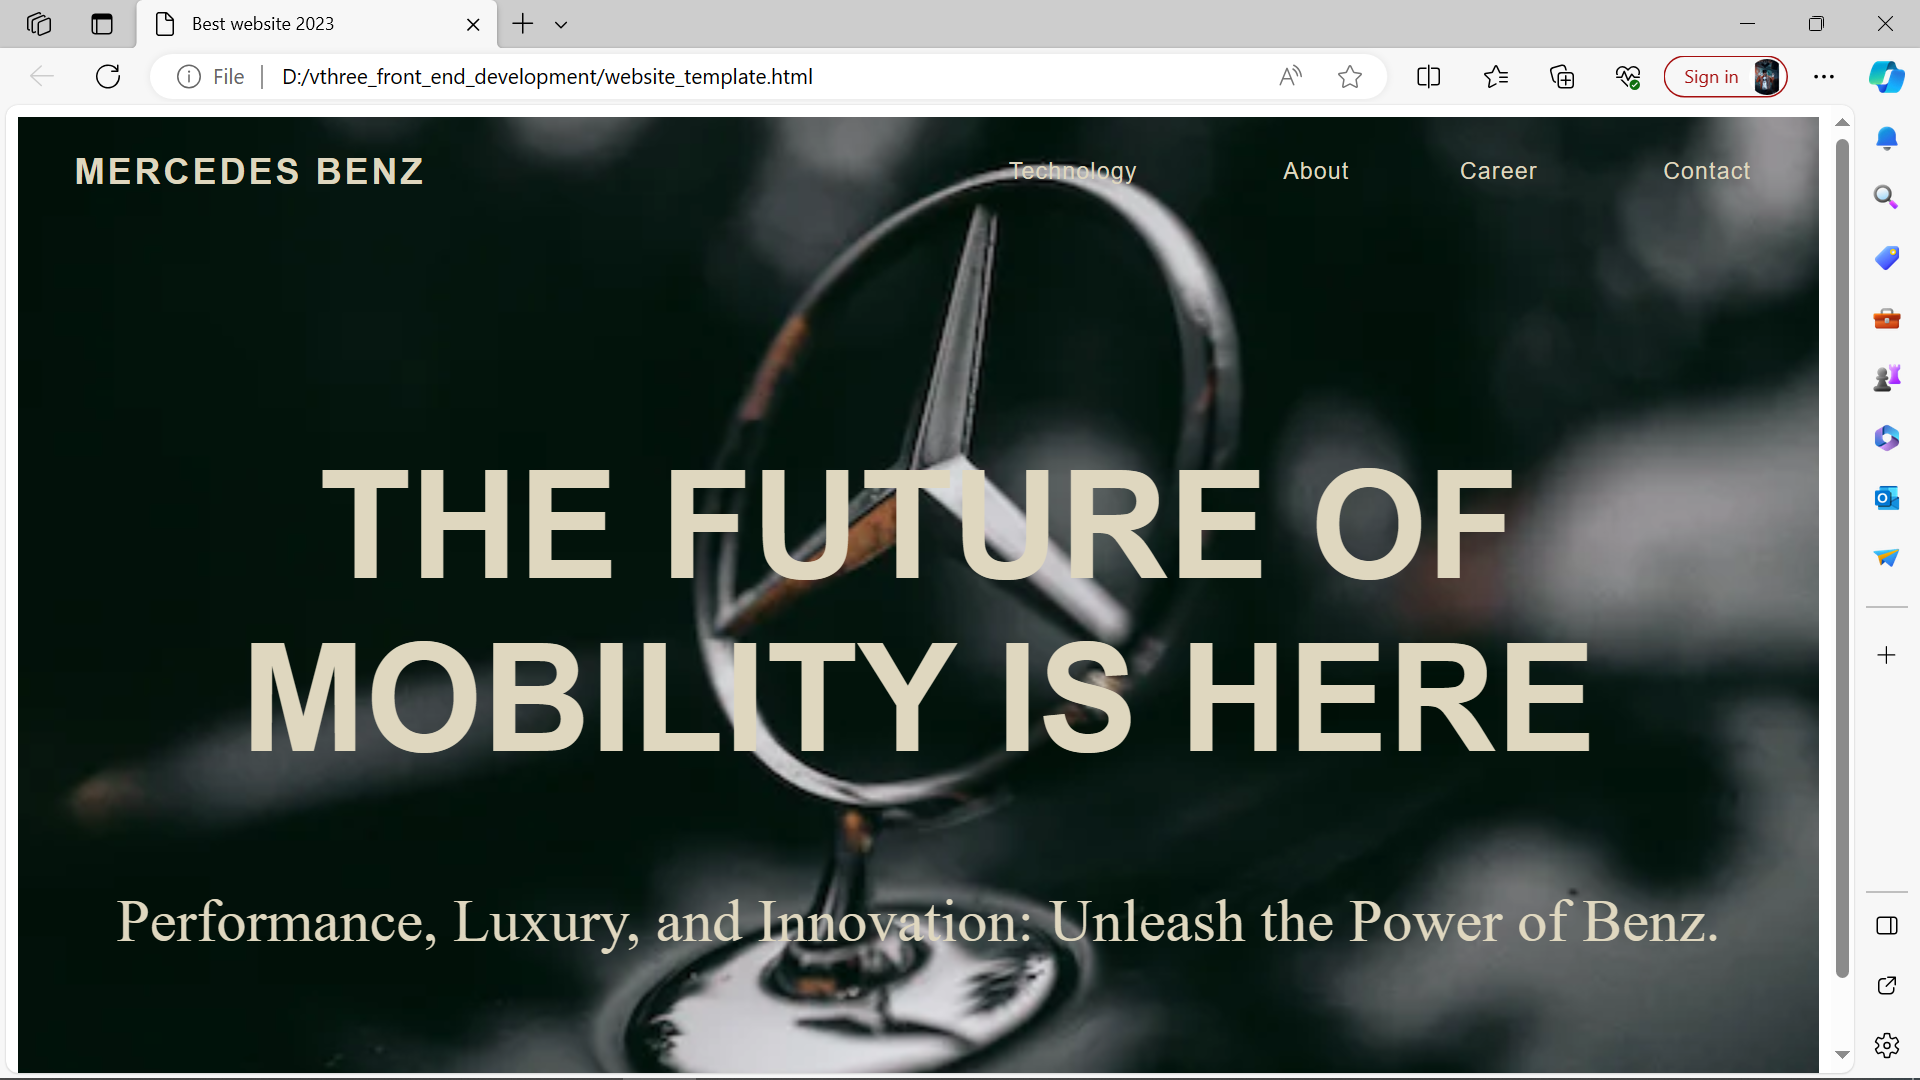 Best website 2023
File
D:/vthree_front_end_development/website_template.html
Sign in
MERCEDES BENZ
Technology
About
Career
Contact
THE FUTURE OF
MOBILITY IS HERE
Performance, Luxury, and Innovation: Unleash the Power of Benz.